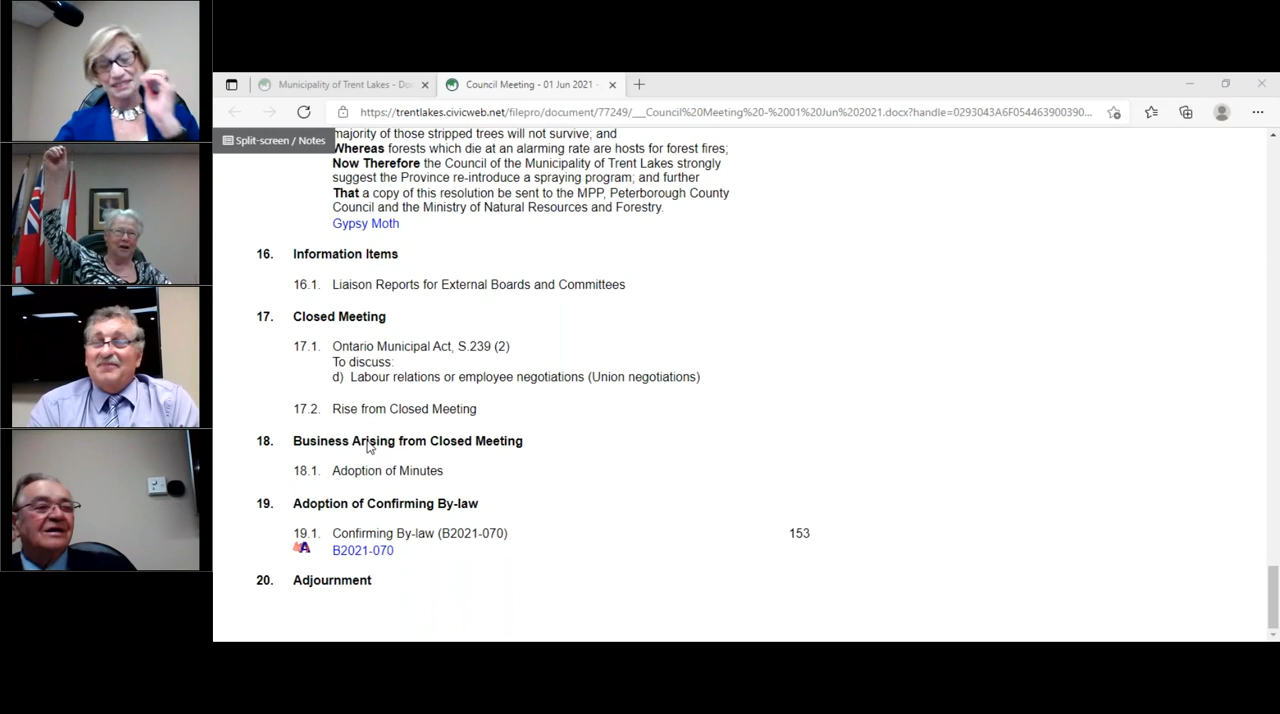 Municipality of Trent Lakes - Doc
Council Meeting - 01 Jun 2021 -
https://trentlakes.civicweb.net/filepro/document/77249/__Council%20Meeting%20-%2001%20Jun%202021.docx?handle=0293043A6F054463900390...
Split-screen / Notes
majority of those stripped trees will not survive; and
Whereas forests which die at an alarming rate are hosts for forest fires;
Now Therefore the Council of the Municipality of Trent Lakes strongly
suggest the Province re-introduce a spraying program; and further
That a copy of this resolution be sent to the MPP, Peterborough County
Council and the Ministry of Natural Resources and Forestry.
Gypsy Moth
16. Information Items
16.1. Liaison Reports for External Boards and Committees
17. Closed Meeting
17.1. Ontario Municipal Act, S.239 (2)
To discuss:
d) Labour relations or employee negotiations (Union negotiations)
17.2. Rise from Closed Meeting
18. Business Arising from Closed Meeting
18.1. Adoption of Minutes
19. Adoption of Confirming By-law
19.1. Confirming By-law (B2021-070) 153
B2021-070
20. Adjournment